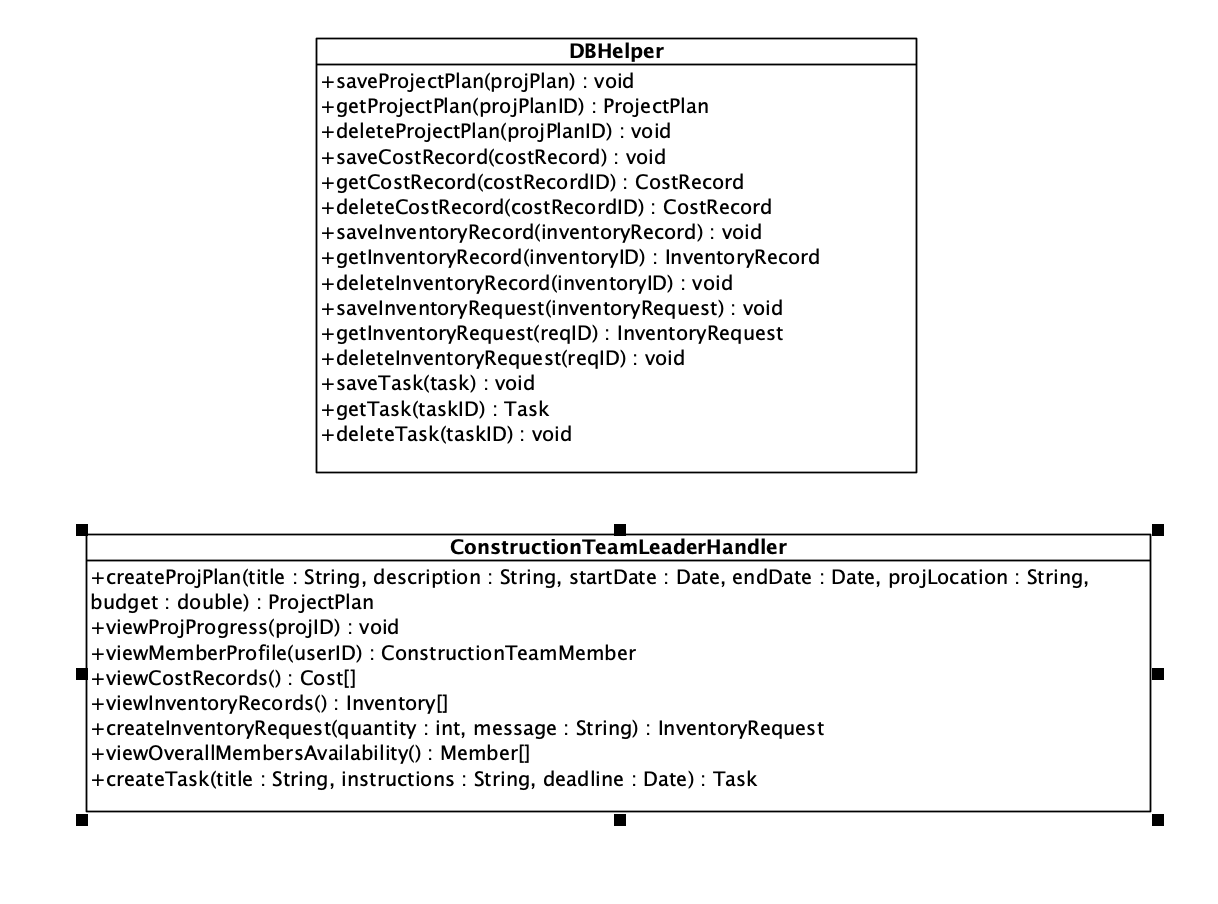 DBHelper
+saveProjectPlan(projPlan) : void
+getProjectPlan(projPlanID) : ProjectPlan
+deleteProjectPlan(projPlanID) : void
+saveCostRecord(costRecord) : void
+getCostRecord(costRecordID) : CostRecord
+deleteCostRecord(costRecordID) : CostRecord
+saveInventoryRecord(inventoryRecord) : void
+getInventoryRecord(inventoryID) : InventoryRecord
+deleteInventoryRecord(inventoryID) : void
+saveInventoryRequest(inventoryRequest) : void
+getInventoryRequest(reqID) : InventoryRequest
+deleteInventoryRequest(reqID) : void
+saveTask(task) : void
+getTask(taskID) : Task
+deleteTask(taskID) : void
ConstructionTeamLeaderHandler
+createProjPlan(title : String, description : String, startDate : Date, endDate : Date, projLocation : String,
budget : double) : ProjectPlan
+viewProjProgress(projID) : void
+viewMemberProfile(userID) : ConstructionTeamMember
+viewCostRecords() : Cost[]
+viewInventoryRecords() : Inventory[]
+createInventoryRequest(quantity : int, message : String) : InventoryRequest
+viewOverallMembersAvailability() : Member[]
+createTask(title : String, instructions : String, deadline : Date) : Task